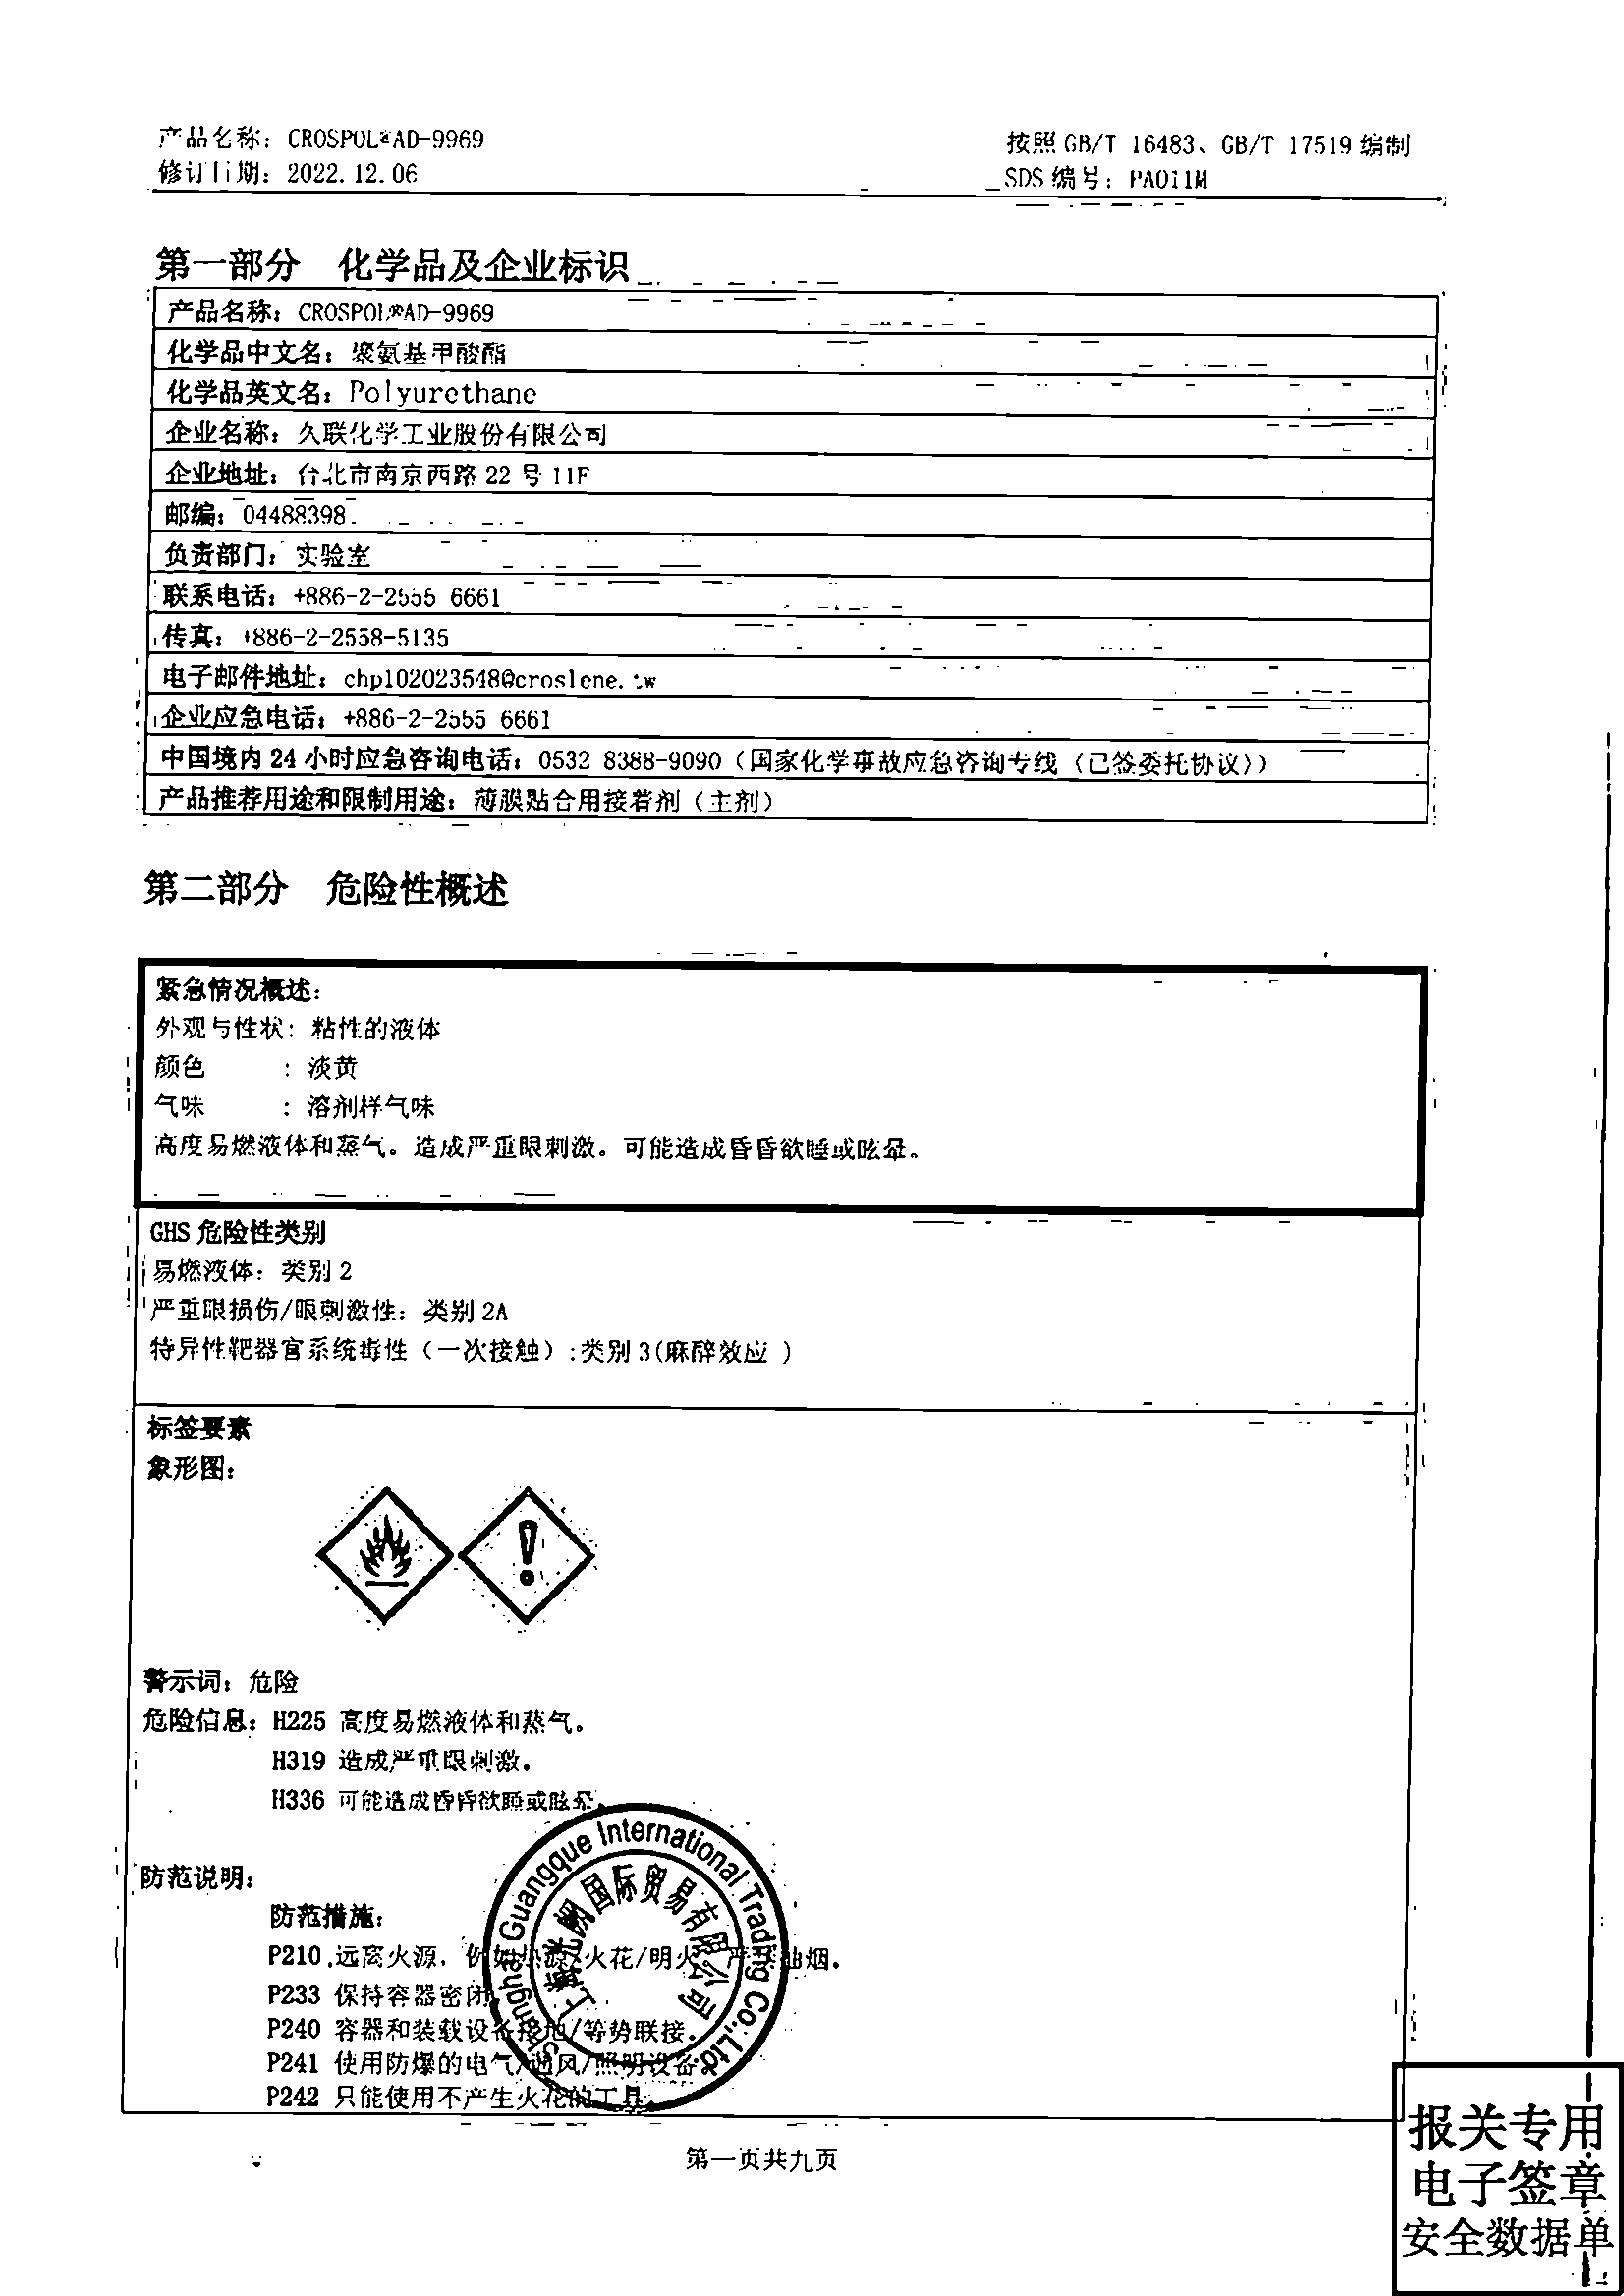 产品名称：CROSPOL®AD-9969
按照 GB/T 16483、GB/T 17519 编制
修订日期：2022.12.06
SDS 编号：PA011M
第一部分 化学品及企业标识
产品名称：CROSPOL®AD-9969
化学品中文名：聚氨基甲酸酯
化学品英文名：Polyurethane
企业名称：久联化学工业股份有限公司
企业地址：台北市南京西路 22 号 11F
邮编：04488398
负责部门：实验室
联系电话：+886-2-2555 6661
传真：+886-2-2558-5135
电子邮件地址：chp102023548@croslene.tw
企业应急电话：+886-2-2555 6661
中国境内 24 小时应急咨询电话：0532 8388-9090（国家化学事故应急咨询专线（已签委托协议））
产品推荐用途和限制用途：薄膜贴合用接着剂（主剂）
第二部分 危险性概述
紧急情况概述：
外观与性状：粘性的液体
颜色 ：淡黄
气味 ：溶剂样气味
高度易燃液体和蒸气。造成严重眼刺激。可能造成昏昏欲睡或眩晕。
GHS 危险性类别
易燃液体：类别 2
严重眼损伤/眼刺激性：类别 2A
特异性靶器官系统毒性（一次接触）:类别 3(麻醉效应 )
标签要素
象形图：
警示词：危险
危险信息：H225 高度易燃液体和蒸气。
H319 造成严重眼刺激。
H336 可能造成昏昏欲睡或眩晕。
防范说明：
防范措施：
P210 远离火源，例如热源/火花/明火。严禁抽烟。
P233 保持容器密闭
P240 容器和装载设备接地/等势联接。
P241 使用防爆的电气/通风/照明设备。
P242 只能使用不产生火花的工具。
Shanghai Guangque International Trading Co.,Ltd.
国际贸易有限公司
第一页共九页
报关专用
电子签章
安全数据单